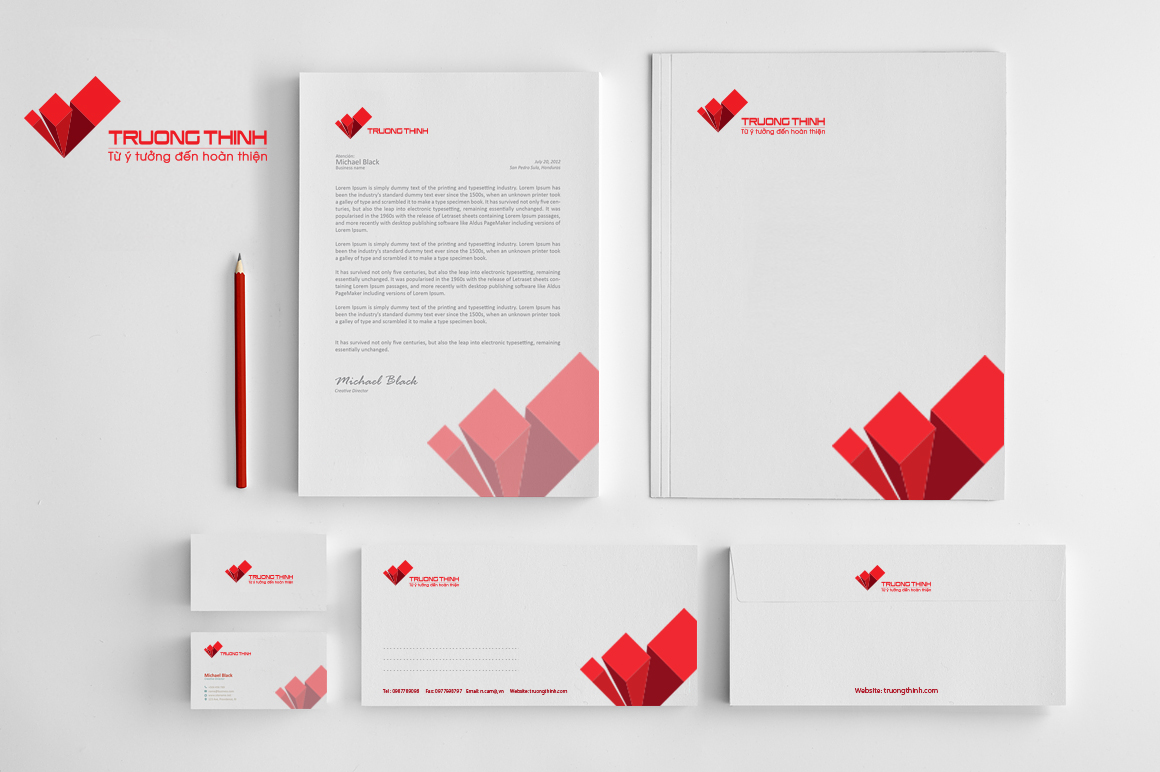 TRUONG THINH
Từ ý tưởng đến hoàn thiện
TRUONG THINH
Atención:
Michael Black
Business name
July 20, 2012
San Pedro Sula, Honduras
Lorem Ipsum is simply dummy text of the printing and typesetting industry. Lorem Ipsum has
been the industry's standard dummy text ever since the 1500s, when an unknown printer took
a galley of type and scrambled it to make a type specimen book. It has survived not only five cen-
turies, but also the leap into electronic typesetting, remaining essentially unchanged. It was
popularised in the 1960s with the release of Letraset sheets containing Lorem Ipsum passages,
and more recently with desktop publishing software like Aldus PageMaker including versions of
Lorem Ipsum.
Lorem Ipsum is simply dummy text of the printing and typesetting industry. Lorem Ipsum has
been the industry's standard dummy text ever since the 1500s, when an unknown printer took
a galley of type and scrambled it to make a type specimen book.
It has survived not only five centuries, but also the leap into electronic typesetting, remaining
essentially unchanged. It was popularised in the 1960s with the release of Letraset sheets con-
taining Lorem Ipsum passages, and more recently with desktop publishing software like Aldus
PageMaker including versions of Lorem Ipsum.
Lorem Ipsum is simply dummy text of the printing and typesetting industry. Lorem Ipsum has
been the industry's standard dummy text ever since the 1500s, when an unknown printer took
a galley of type and scrambled it to make a type specimen book.
It has survived not only five centuries, but also the leap into electronic typesetting, remaining
essentially unchanged.
Michael Black
Creative Director
TRUONG THINH
Từ ý tưởng đến hoàn thiện
TRUONG THINH
Từ ý tưởng đến hoàn thiện
TRUONG THINH
Michael Black
TRUONG THINH
Từ ý tưởng đến hoàn thiện
Tel: 0987789098 Fax: 0977898797 Email: n.cam@.vn Website: truongthinh.com
TRUONG THINH
Từ ý tưởng đến hoàn thiện
Website: truongthinh.com